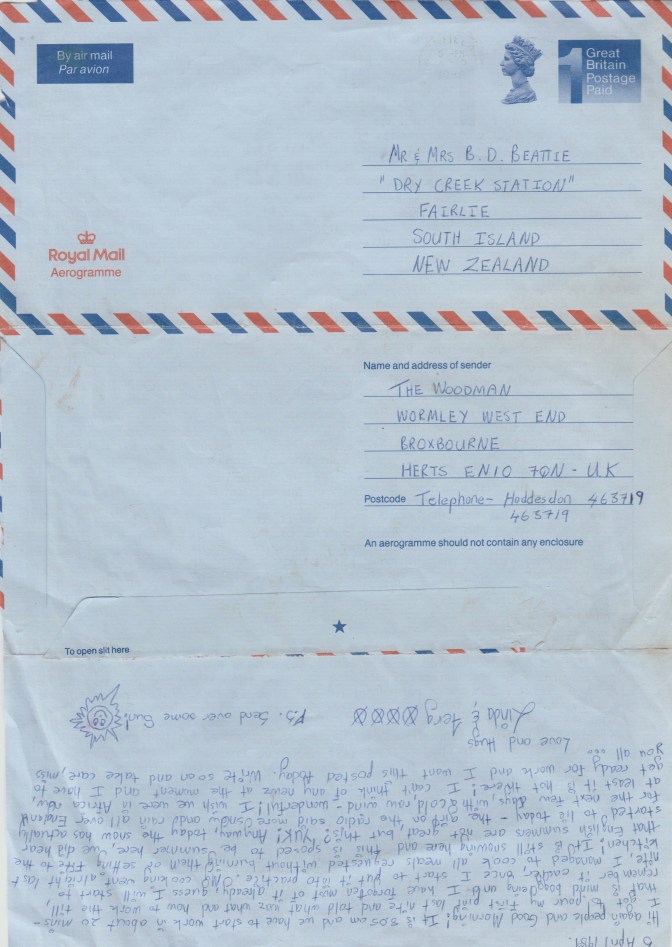 By air mail
Par avion
Great
Britain
Postage
Paid
1
MR & MRS B. D. BEATTIE
"DRY CREEK STATION"
FAIRLIE
SOUTH ISLAND
NEW ZEALAND
Royal Mail
Aerogramme
Name and address of sender
THE WOODMAN
WORMLEY WEST END
BROXBOURNE
HERTS EN10 7QN - UK
Postcode Telephone - Hoddesdon 463719
463719
An aerogramme should not contain any enclosure
To open slit here
April 1989.
Hi again people and Good Morning! It is 8.05 am and we have to start work in about 20 mins-
I got to pour my first pint last nite and told what waz what and how to work the till,
that is mind boggling and I have forgotten most of it already, guess I will start to
remember it easier, once I start to put it into practice. cooking went alright last
nite, I managed to cook all meals requested without burning them or setting fire to the
kitchen! It is still snowing here and this is sposed to be Summer here, did hear
that English summers are not great, but this? YUK! Anyway, today the snow has actually
started to lie today - the on the radio said more Snow and rain all over England
for the next few days, with a cold, raw wind - wonderful! I wish we were in Africa now,
at least it is hot there! I can't think of any newz at the moment and I have to
get ready for work and I want this posted today. Write soon and take care, miss
you all ...
Love and Hugs
Linda & Ferg
P.S. Send over some Sun!